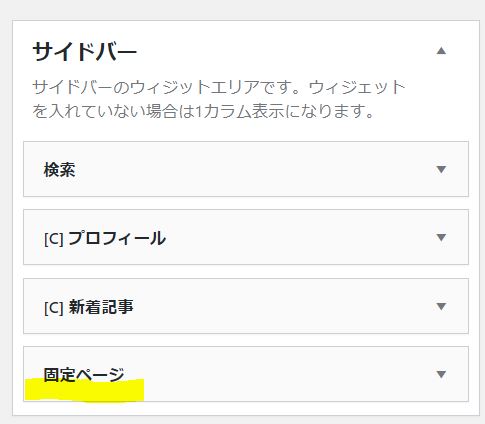 サイドバー
サイドバーのウィジットエリアです。ウィジェット
を入れていない場合は1カラム表示になります。
検索
[C] プロフィール
[C] 新着記事
固定ページ